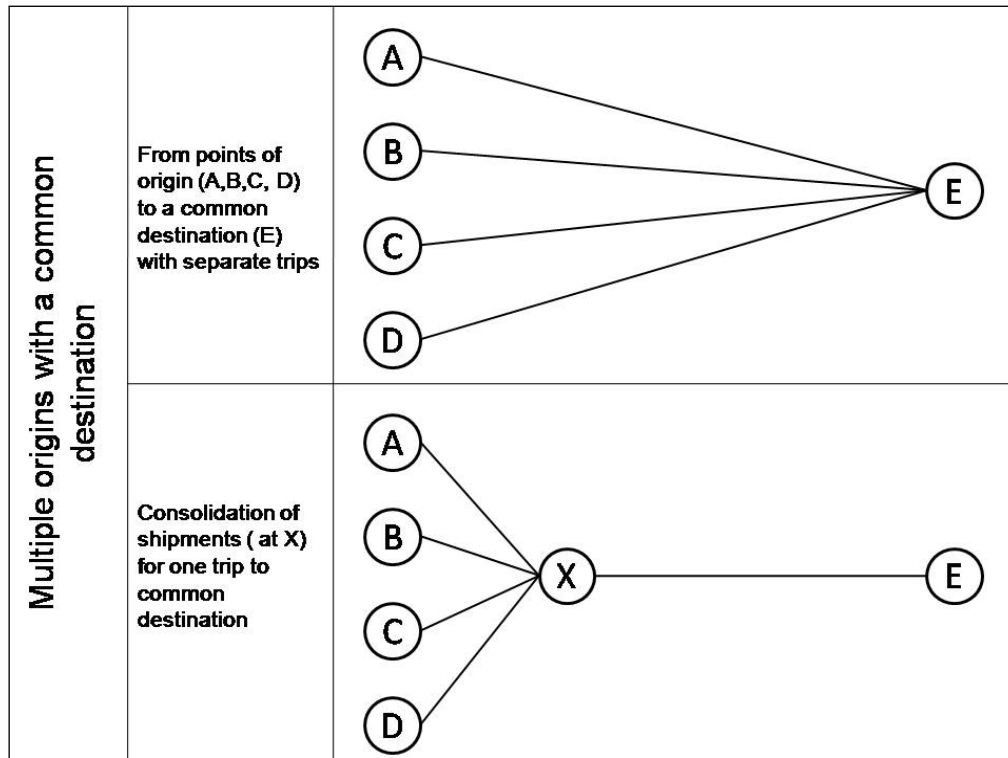 Multiple origins with a common
destination
From points of
origin (A,B,C, D)
to a common
destination (E)
with separate trips
A
B
C
D
E
Consolidation of
shipments ( at X)
for one trip to
common
destination
A
B
C
D
X
E